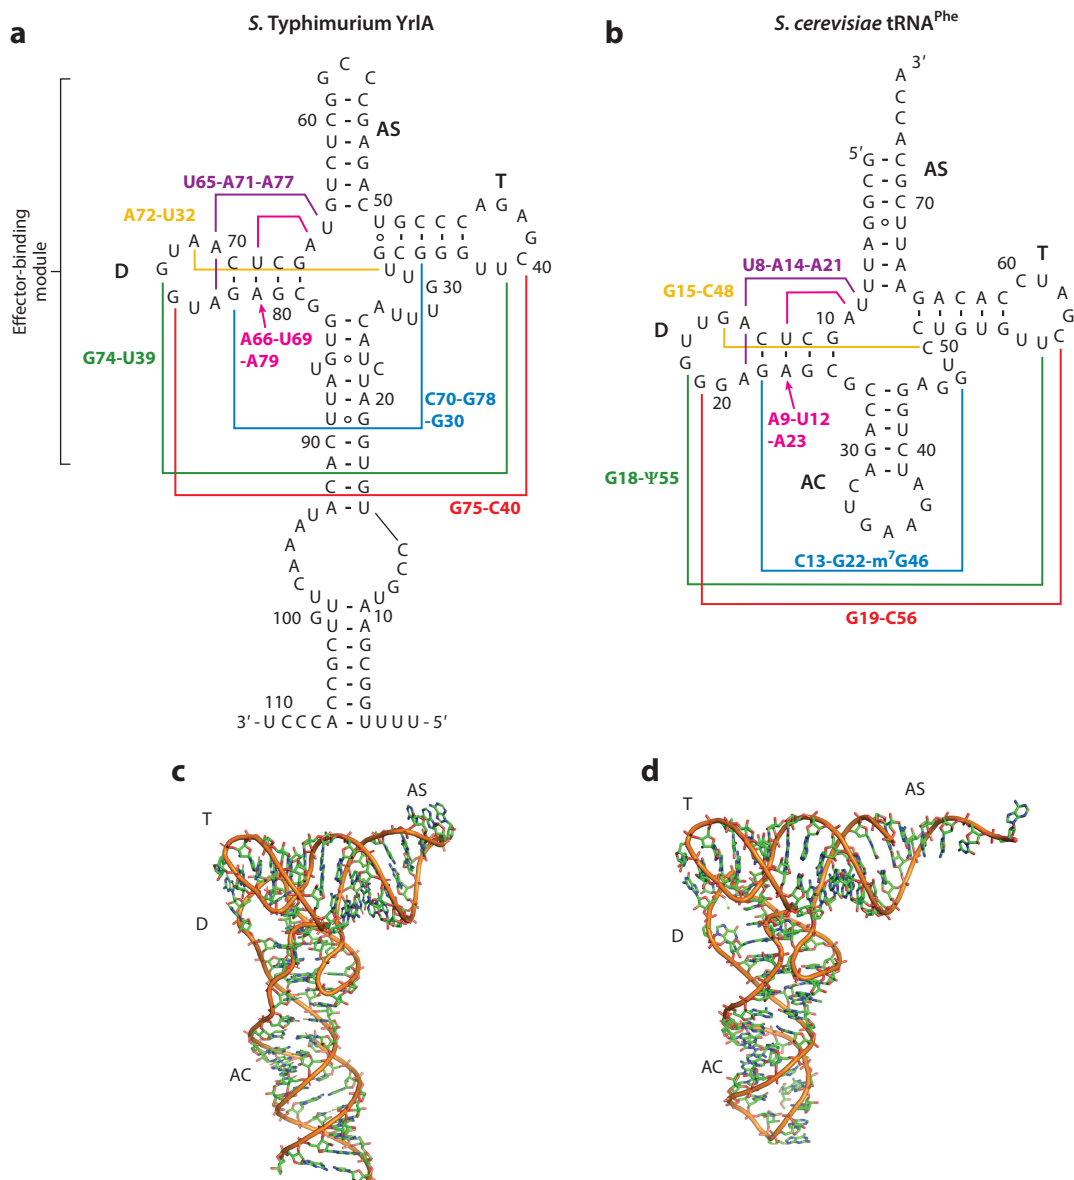 a
S. Typhimurium YrlA
b
S. cerevisiae tRNAPhe
Effector-binding
module
G C C
G - C
60 G - G
C - A AS
U - G
C - A
U - G
U - A
G - C 50
U65-A71-A77
A72-U32
T
U G C C C A G A G C 40
G U C G G G U U
D
A A 70 C U C G A U
U G G U A G A G C
80
U C U G U 30
A66-U69
-A79
G74-U39
C70-G78
-G30
G75-C40
A U U U
G - C
U - A
G U
U C
U - A
A - U
U - A 20
U G
90 C - G
A - U
C - G
A - U
U
A
A
A
C
A
100 G
C
C
G
U
U - A 10
U - A
C - G
G - C
C - G
C - G
110
3′ - U C C C A - U U U U - 5′
3′
A
C
C
A
5′ G - C
C - G AS
G - C
G - U 70
A - U
U - A
U - A
U8-A14-A21
G15-C48
T
60
D
U U G A C U C G 10 A U
G A C A C C U A G C
C U G U G U U
C 50
U G G G A G A G C G
20
A9-U12
-A23
U G A G
C - G
C - G
A - U
30 G - C 40
A - U
AC
C U G A A G A
G18-Ψ55
C13-G22-m7G46
G19-C56
c
AS
T
D
AC
d
AS
T
D
AC